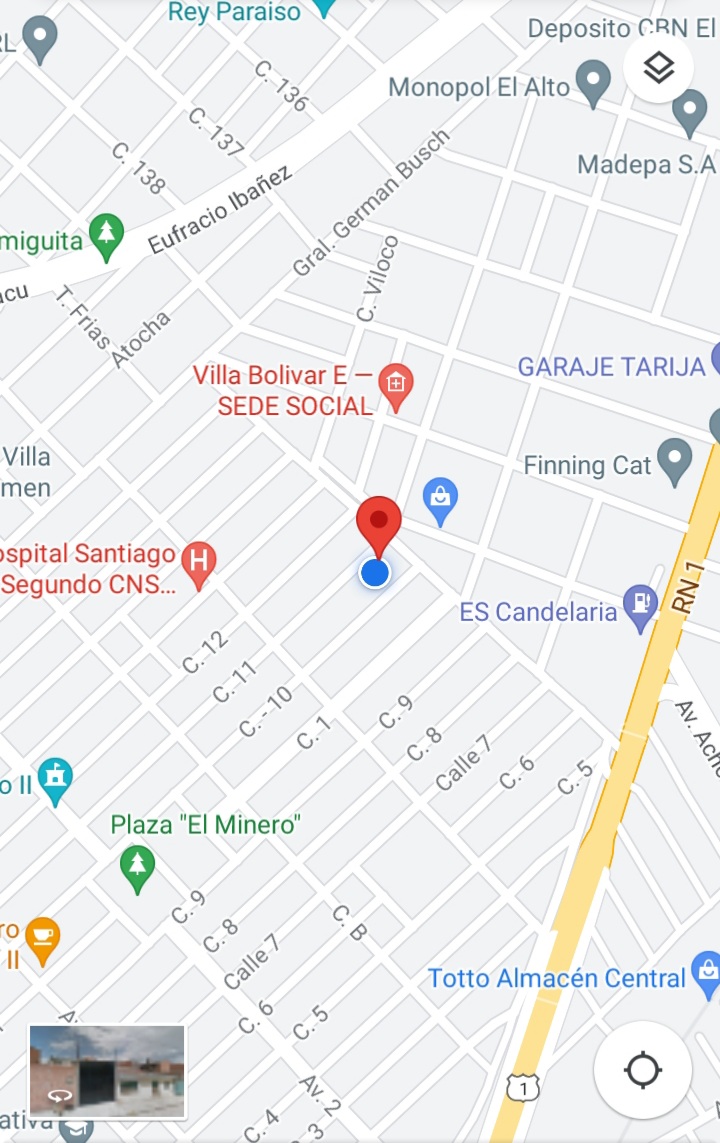 Rey Paraiso
Deposito CBN El
RL
Monopol El Alto
C. 136
C. 137
C. 138
Madepa S.A
Eufracio Ibañez
Gral. German Busch
miguita
C. Viloco
acu
T. Frias
Atocha
Villa Bolivar E —
SEDE SOCIAL
GARAJE TARIJA
Villa
men
Finning Cat
ospital Santiago
Segundo CNS...
H
ES Candelaria
RN 1
C. 12
C. 11
C. - 10
C. 1
C. 9
C. 8
Calle 7
C. 6
C. 5
Av. Acho
o II
Plaza "El Minero"
C. 9
C. 8
Calle 7
C. 6
C. 5
C. B
ro
II
Totto Almacén Central
A
1
Av. 2
C. 4
3
ativa